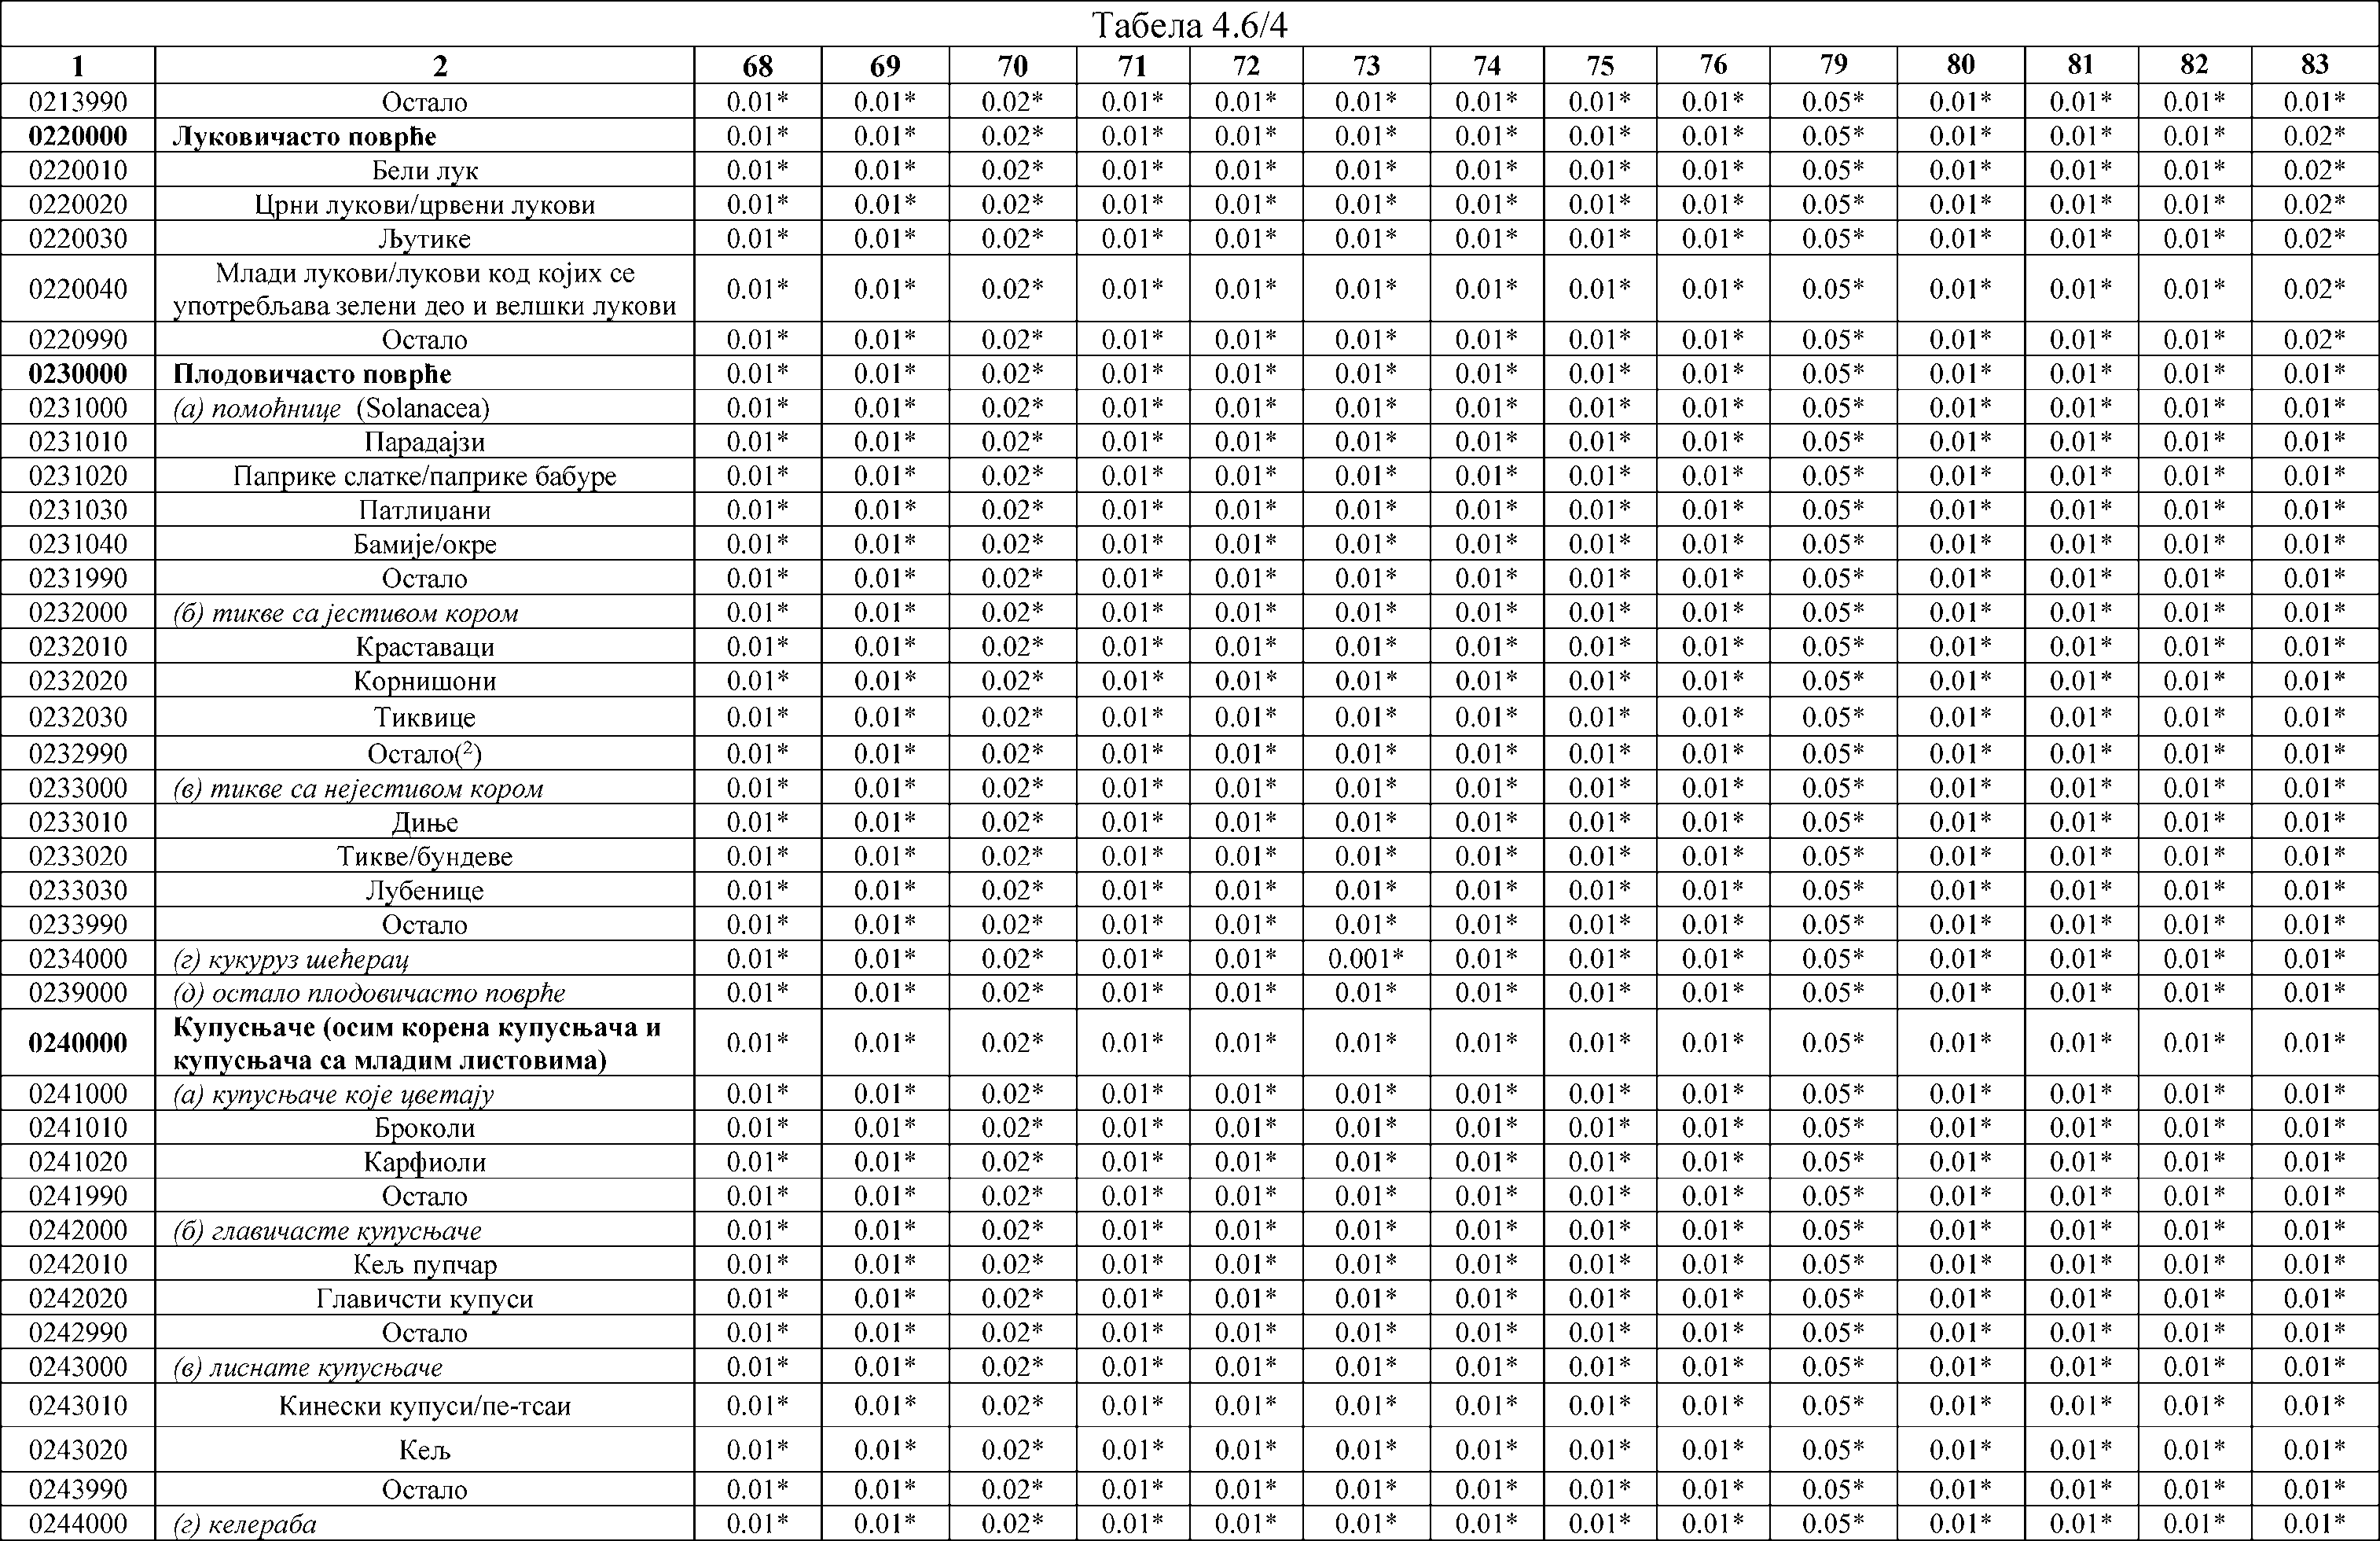 Табела 4.6/4
1 2 68 69 70 71 72 73 74 75 76 79 80 81 82 83
0213990 Остало 0.01* 0.01* 0.02* 0.01* 0.01* 0.01* 0.01* 0.01* 0.01* 0.05* 0.01* 0.01* 0.01* 0.01*
0220000 Луковичасто поврће 0.01* 0.01* 0.02* 0.01* 0.01* 0.01* 0.01* 0.01* 0.01* 0.05* 0.01* 0.01* 0.01* 0.02*
0220010 Бели лук 0.01* 0.01* 0.02* 0.01* 0.01* 0.01* 0.01* 0.01* 0.01* 0.05* 0.01* 0.01* 0.01* 0.02*
0220020 Црни лукови/црвени лукови 0.01* 0.01* 0.02* 0.01* 0.01* 0.01* 0.01* 0.01* 0.01* 0.05* 0.01* 0.01* 0.01* 0.02*
0220030 Љутике 0.01* 0.01* 0.02* 0.01* 0.01* 0.01* 0.01* 0.01* 0.01* 0.05* 0.01* 0.01* 0.01* 0.02*
Млади лукови/лукови код којих се
0220040 употребљава зелени део и велшки лукови 0.01* 0.01* 0.02* 0.01* 0.01* 0.01* 0.01* 0.01* 0.01* 0.05* 0.01* 0.01* 0.01* 0.02*
0220990 Остало 0.01* 0.01* 0.02* 0.01* 0.01* 0.01* 0.01* 0.01* 0.01* 0.05* 0.01* 0.01* 0.01* 0.02*
0230000 Плодовичасто поврће 0.01* 0.01* 0.02* 0.01* 0.01* 0.01* 0.01* 0.01* 0.01* 0.05* 0.01* 0.01* 0.01* 0.01*
0231000 (а) помоћнице (Solanacea) 0.01* 0.01* 0.02* 0.01* 0.01* 0.01* 0.01* 0.01* 0.01* 0.05* 0.01* 0.01* 0.01* 0.01*
0231010 Парадајзи 0.01* 0.01* 0.02* 0.01* 0.01* 0.01* 0.01* 0.01* 0.01* 0.05* 0.01* 0.01* 0.01* 0.01*
0231020 Паприке слатке/паприке бабуре 0.01* 0.01* 0.02* 0.01* 0.01* 0.01* 0.01* 0.01* 0.01* 0.05* 0.01* 0.01* 0.01* 0.01*
0231030 Патлиџани 0.01* 0.01* 0.02* 0.01* 0.01* 0.01* 0.01* 0.01* 0.01* 0.05* 0.01* 0.01* 0.01* 0.01*
0231040 Бамије/окре 0.01* 0.01* 0.02* 0.01* 0.01* 0.01* 0.01* 0.01* 0.01* 0.05* 0.01* 0.01* 0.01* 0.01*
0231990 Остало 0.01* 0.01* 0.02* 0.01* 0.01* 0.01* 0.01* 0.01* 0.01* 0.05* 0.01* 0.01* 0.01* 0.01*
0232000 (б) тикве са јестивом кором 0.01* 0.01* 0.02* 0.01* 0.01* 0.01* 0.01* 0.01* 0.01* 0.05* 0.01* 0.01* 0.01* 0.01*
0232010 Краставаци 0.01* 0.01* 0.02* 0.01* 0.01* 0.01* 0.01* 0.01* 0.01* 0.05* 0.01* 0.01* 0.01* 0.01*
0232020 Корнишони 0.01* 0.01* 0.02* 0.01* 0.01* 0.01* 0.01* 0.01* 0.01* 0.05* 0.01* 0.01* 0.01* 0.01*
0232030 Тиквице 0.01* 0.01* 0.02* 0.01* 0.01* 0.01* 0.01* 0.01* 0.01* 0.05* 0.01* 0.01* 0.01* 0.01*
0232990 Остало(²) 0.01* 0.01* 0.02* 0.01* 0.01* 0.01* 0.01* 0.01* 0.01* 0.05* 0.01* 0.01* 0.01* 0.01*
0233000 (в) тикве са нејестивом кором 0.01* 0.01* 0.02* 0.01* 0.01* 0.01* 0.01* 0.01* 0.01* 0.05* 0.01* 0.01* 0.01* 0.01*
0233010 Диње 0.01* 0.01* 0.02* 0.01* 0.01* 0.01* 0.01* 0.01* 0.01* 0.05* 0.01* 0.01* 0.01* 0.01*
0233020 Тикве/бундеве 0.01* 0.01* 0.02* 0.01* 0.01* 0.01* 0.01* 0.01* 0.01* 0.05* 0.01* 0.01* 0.01* 0.01*
0233030 Лубенице 0.01* 0.01* 0.02* 0.01* 0.01* 0.01* 0.01* 0.01* 0.01* 0.05* 0.01* 0.01* 0.01* 0.01*
0233990 Остало 0.01* 0.01* 0.02* 0.01* 0.01* 0.01* 0.01* 0.01* 0.01* 0.05* 0.01* 0.01* 0.01* 0.01*
0234000 (г) кукуруз шећерац 0.01* 0.01* 0.02* 0.01* 0.01* 0.001* 0.01* 0.01* 0.01* 0.05* 0.01* 0.01* 0.01* 0.01*
0239000 (д) остало плодовичасто поврће 0.01* 0.01* 0.02* 0.01* 0.01* 0.01* 0.01* 0.01* 0.01* 0.05* 0.01* 0.01* 0.01* 0.01*
Купусњаче (осим корена купусњача и
0240000 купусњача са младим листовима) 0.01* 0.01* 0.02* 0.01* 0.01* 0.01* 0.01* 0.01* 0.01* 0.05* 0.01* 0.01* 0.01* 0.01*
0241000 (а) купусњаче које цветају 0.01* 0.01* 0.02* 0.01* 0.01* 0.01* 0.01* 0.01* 0.01* 0.05* 0.01* 0.01* 0.01* 0.01*
0241010 Броколи 0.01* 0.01* 0.02* 0.01* 0.01* 0.01* 0.01* 0.01* 0.01* 0.05* 0.01* 0.01* 0.01* 0.01*
0241020 Карфиоли 0.01* 0.01* 0.02* 0.01* 0.01* 0.01* 0.01* 0.01* 0.01* 0.05* 0.01* 0.01* 0.01* 0.01*
0241990 Остало 0.01* 0.01* 0.02* 0.01* 0.01* 0.01* 0.01* 0.01* 0.01* 0.05* 0.01* 0.01* 0.01* 0.01*
0242000 (б) главичасте купусњаче 0.01* 0.01* 0.02* 0.01* 0.01* 0.01* 0.01* 0.01* 0.01* 0.05* 0.01* 0.01* 0.01* 0.01*
0242010 Кељ пупчар 0.01* 0.01* 0.02* 0.01* 0.01* 0.01* 0.01* 0.01* 0.01* 0.05* 0.01* 0.01* 0.01* 0.01*
0242020 Главичсти купуси 0.01* 0.01* 0.02* 0.01* 0.01* 0.01* 0.01* 0.01* 0.01* 0.05* 0.01* 0.01* 0.01* 0.01*
0242990 Остало 0.01* 0.01* 0.02* 0.01* 0.01* 0.01* 0.01* 0.01* 0.01* 0.05* 0.01* 0.01* 0.01* 0.01*
0243000 (в) лиснате купусњаче 0.01* 0.01* 0.02* 0.01* 0.01* 0.01* 0.01* 0.01* 0.01* 0.05* 0.01* 0.01* 0.01* 0.01*
0243010 Кинески купуси/пе-тсаи 0.01* 0.01* 0.02* 0.01* 0.01* 0.01* 0.01* 0.01* 0.01* 0.05* 0.01* 0.01* 0.01* 0.01*
0243020 Кељ 0.01* 0.01* 0.02* 0.01* 0.01* 0.01* 0.01* 0.01* 0.01* 0.05* 0.01* 0.01* 0.01* 0.01*
0243990 Остало 0.01* 0.01* 0.02* 0.01* 0.01* 0.01* 0.01* 0.01* 0.01* 0.05* 0.01* 0.01* 0.01* 0.01*
0244000 (г) келераба 0.01* 0.01* 0.02* 0.01* 0.01* 0.01* 0.01* 0.01* 0.01* 0.05* 0.01* 0.01* 0.01* 0.01*